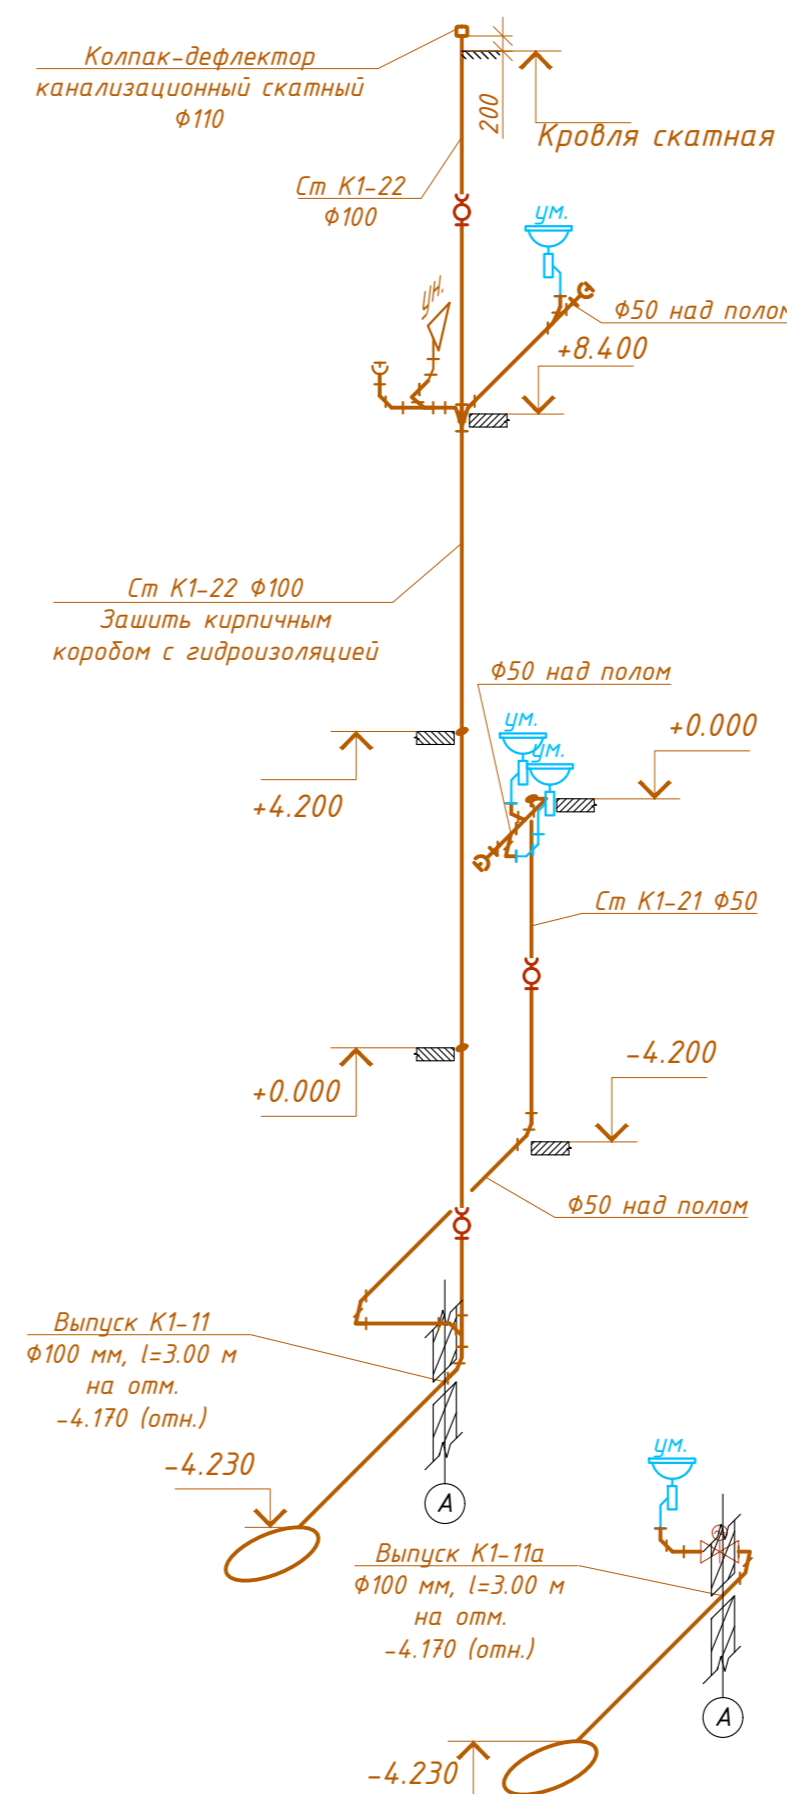 Колпак-дефлектор
канализационный скатный
Ф110
200
Кровля скатная
Ст К1-22
Ф100
ум.
ун.
Ф50 над полом
+8.400
Ст К1-22 Ф100
Зашить кирпичным
коробом с гидроизоляцией
Ф50 над полом
ум.
ум.
+0.000
+4.200
Ст К1-21 Ф50
-4.200
+0.000
Ф50 над полом
Выпуск К1-11
Ф100 мм, l=3.00 м
на отм.
-4.170 (отн.)
-4.230
А
ум.
Выпуск К1-11а
Ф100 мм, l=3.00 м
на отм.
-4.170 (отн.)
А
-4.230